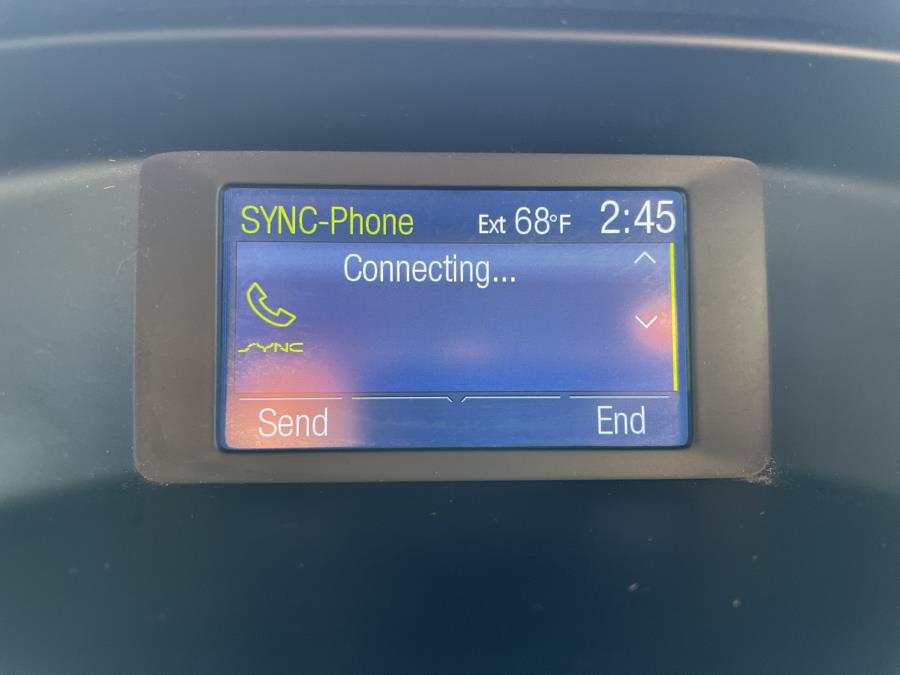 SYNC-Phone Ext 68°F 2:45
Connecting...
SYNC
Send End